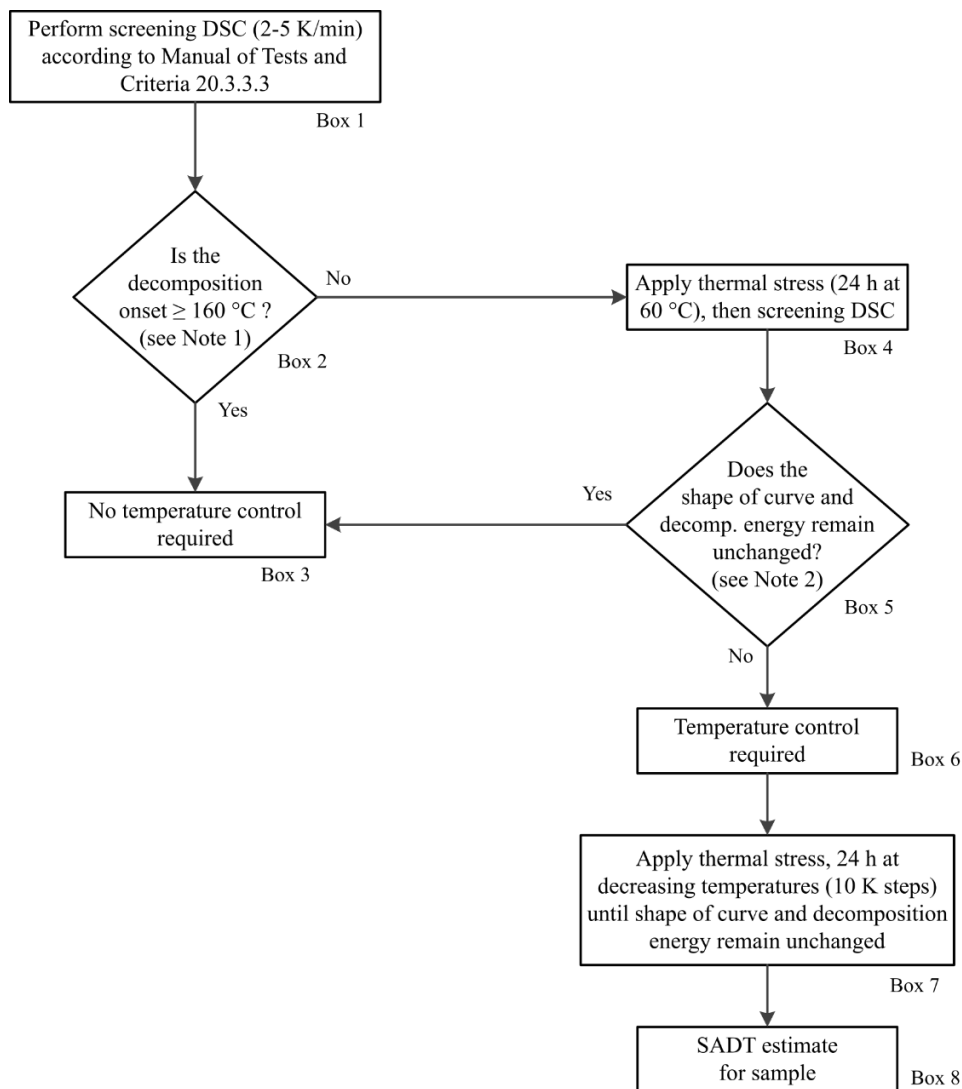 Perform screening DSC (2-5 K/min)
according to Manual of Tests and
Criteria 20.3.3.3
Box 1
Is the
decomposition
onset ≥ 160 °C ?
(see Note 1)
Box 2
No
Yes
Apply thermal stress (24 h at
60 °C), then screening DSC
Box 4
No temperature control
required
Box 3
Yes
Does the
shape of curve and
decomp. energy remain
unchanged?
(see Note 2)
Box 5
No
Temperature control
required
Box 6
Apply thermal stress, 24 h at
decreasing temperatures (10 K steps)
until shape of curve and decomposition
energy remain unchanged
Box 7
SADT estimate
for sample
Box 8